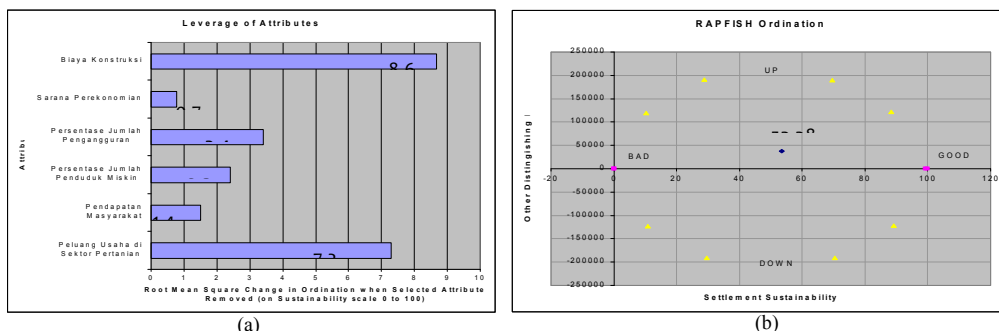 Leverage of Attributes
Biaya Konstruksi
Sarana Perekonomian
Persentase Jumlah
Pengangguran
Persentase Jumlah
Penduduk Miskin
Pendapatan
Masyarakat
Peluang Usaha di
Sektor Pertanian
0 1 2 3 4 5 6 7 8 9 10
Root Mean Square Change in Ordination when Selected Attribute
Removed (on Sustainability scale 0 to 100)
(a)
RAPFISH Ordination
Other Distinguishing
250000
200000
150000
100000
50000
0
-50000
-100000
-150000
-200000
-250000
UP
BAD
GOOD
DOWN
-20 0 20 40 60 80 100 120
Settlement Sustainability
(b)